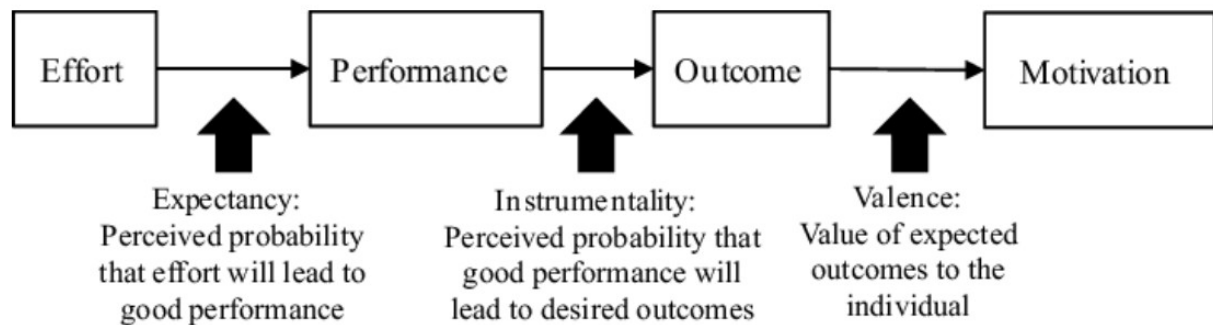 Effort
Performance
Outcome
Motivation
Expectancy:
Perceived probability
that effort will lead to
good performance
Instrumentality:
Perceived probability that
good performance will
lead to desired outcomes
Valence:
Value of expected
outcomes to the
individual